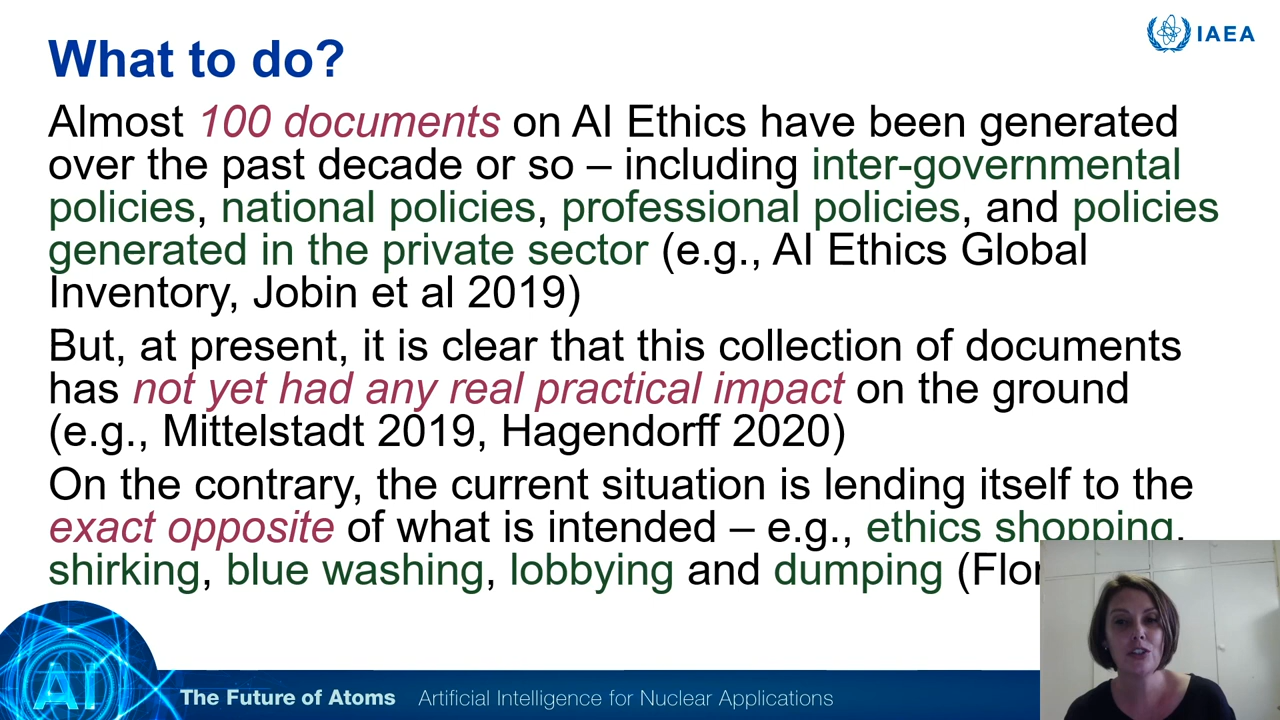 IAEA
What to do?
Almost 100 documents on AI Ethics have been generated
over the past decade or so – including inter-governmental
policies, national policies, professional policies, and policies
generated in the private sector (e.g., AI Ethics Global
Inventory, Jobin et al 2019)
But, at present, it is clear that this collection of documents
has not yet had any real practical impact on the ground
(e.g., Mittelstadt 2019, Hagendorff 2020)
On the contrary, the current situation is lending itself to the
exact opposite of what is intended – e.g., ethics shopping,
shirking, blue washing, lobbying and dumping
AI
The Future of Atoms Artificial Intelligence for Nuclear Applications